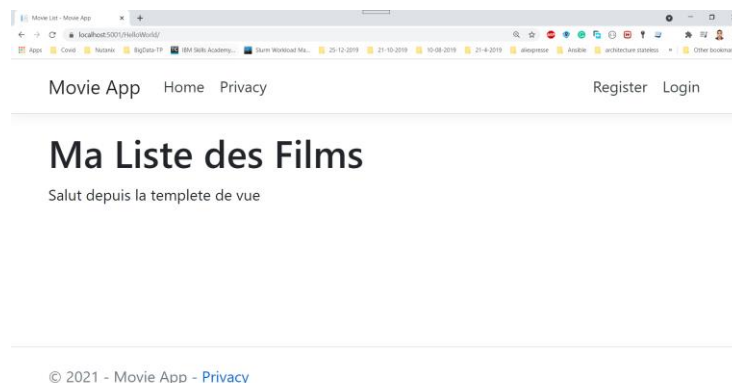 Movie List - Movie App
localhost:5001/HelloWorld/
Apps Covid Nutanix BigData-TP IBM Skills Academy... Slurm Workload Ma... 25-12-2019 21-10-2019 10-08-2019 21-4-2019 aliexpresse Ansible architecture stateless » Other bookmar
Movie App Home Privacy Register Login
Ma Liste des Films
Salut depuis la templete de vue
© 2021 - Movie App - Privacy